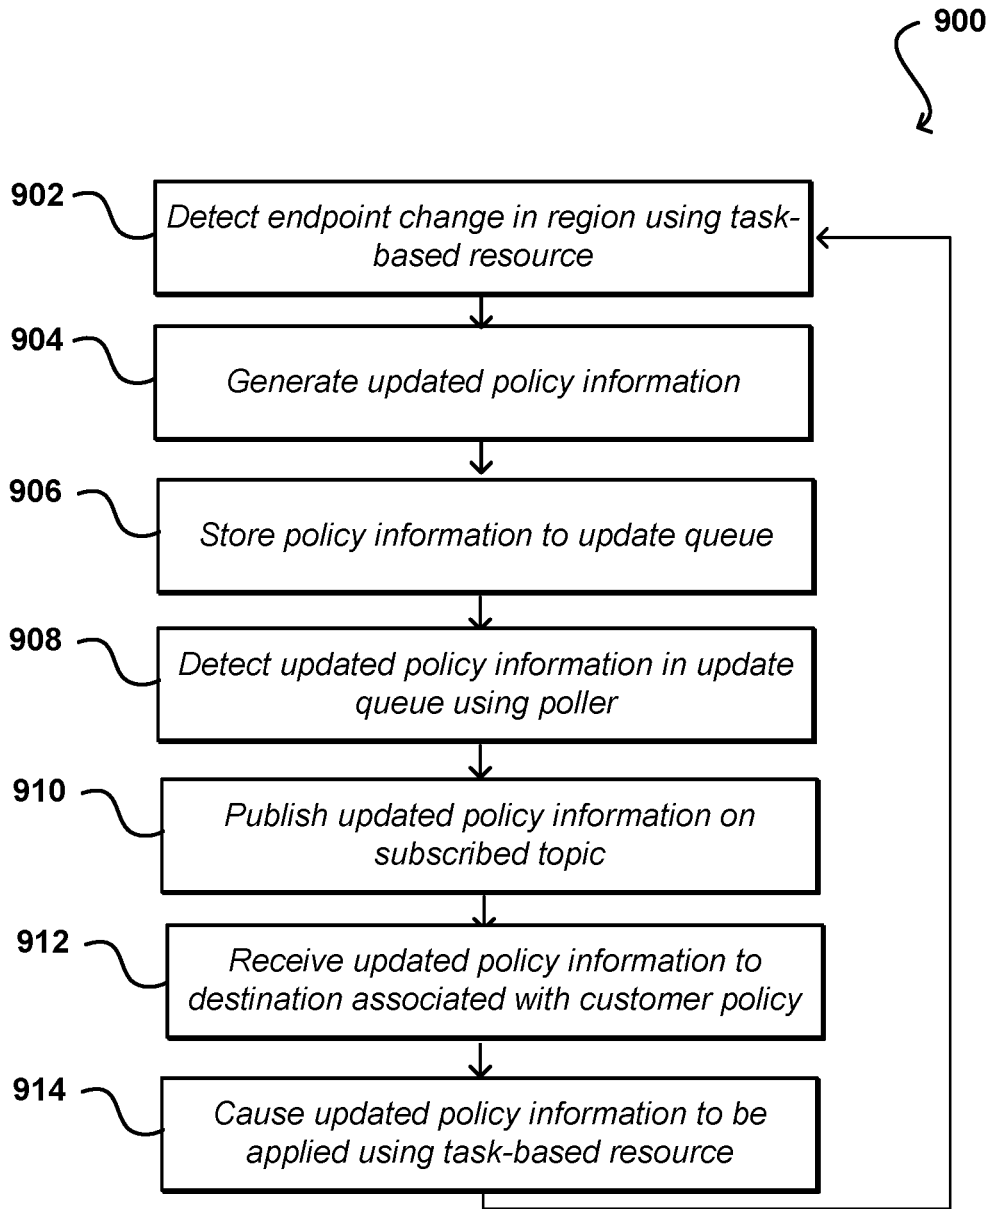 900
902
Detect endpoint change in region using task-
based resource
904
Generate updated policy information
906
Store policy information to update queue
908
Detect updated policy information in update
queue using poller
910
Publish updated policy information on
subscribed topic
912
Receive updated policy information to
destination associated with customer policy
914
Cause updated policy information to be
applied using task-based resource